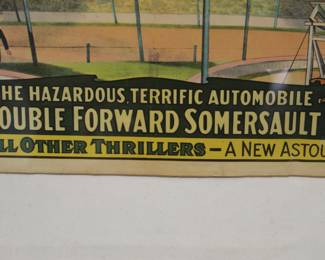 HE HAZARDOUS, TERRIFIC AUTOMOBILE
OUBLE FORWARD SOMERSAULT
LL OTHER THRILLERS – A NEW ASTOU